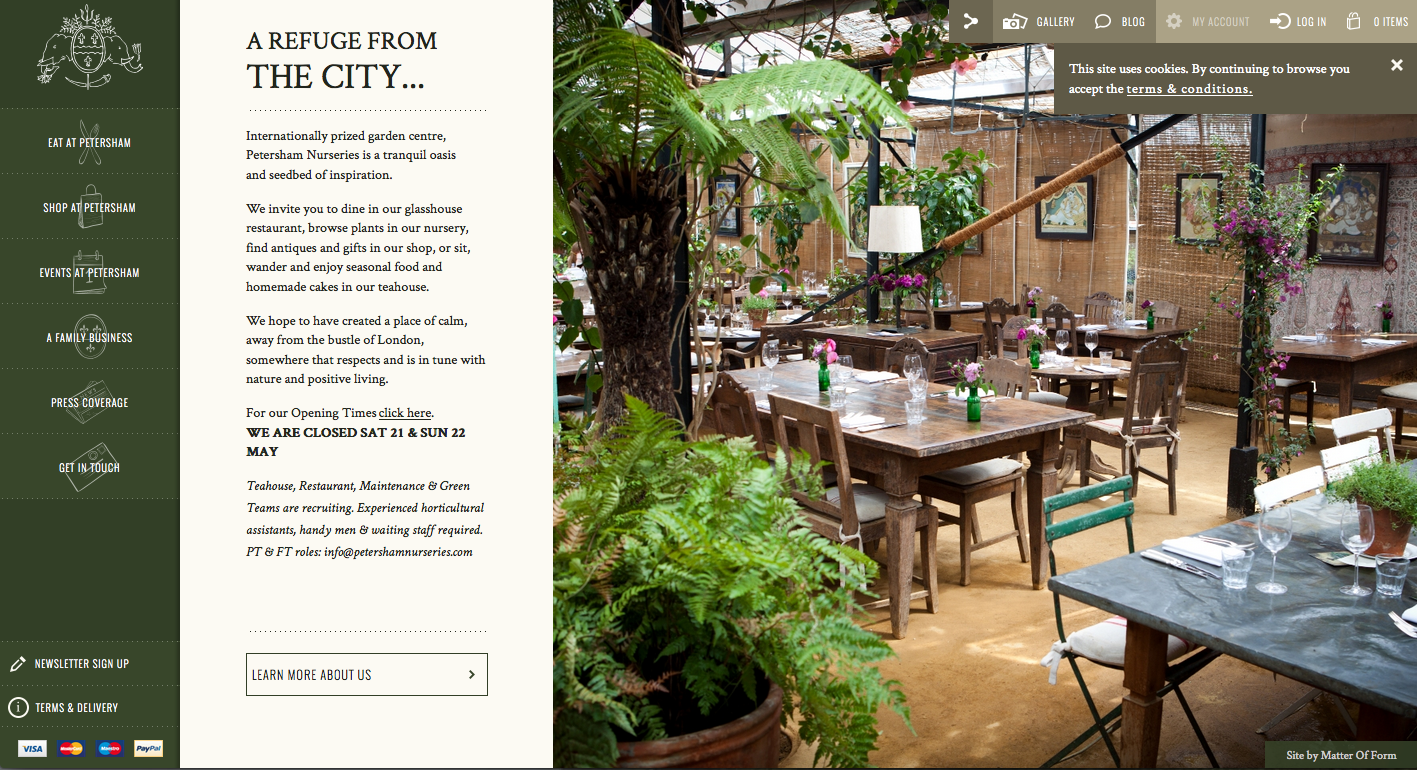 EAT AT PETERSHAM
SHOP AT PETERSHAM
EVENTS AT PETERSHAM
A FAMILY BUSINESS
PRESS COVERAGE
GET IN TOUCH
NEWSLETTER SIGN UP
TERMS & DELIVERY
VISA MasterCard Maestro PayPal
A REFUGE FROM
THE CITY...
Internationally prized garden centre,
Petersham Nurseries is a tranquil oasis
and seedbed of inspiration.
We invite you to dine in our glasshouse
restaurant, browse plants in our nursery,
find antiques and gifts in our shop, or sit,
wander and enjoy seasonal food and
homemade cakes in our teahouse.
We hope to have created a place of calm,
away from the bustle of London,
somewhere that respects and is in tune with
nature and positive living.
For our Opening Times click here.
WE ARE CLOSED SAT 21 & SUN 22
MAY
Teahouse, Restaurant, Maintenance & Green
Teams are recruiting. Experienced horticultural
assistants, handy men & waiting staff required.
PT & FT roles: info@petershamnurseries.com
LEARN MORE ABOUT US
GALLERY BLOG MY ACCOUNT LOG IN 0 ITEMS
This site uses cookies. By continuing to browse you
accept the terms & conditions.
Site by Matter Of Form